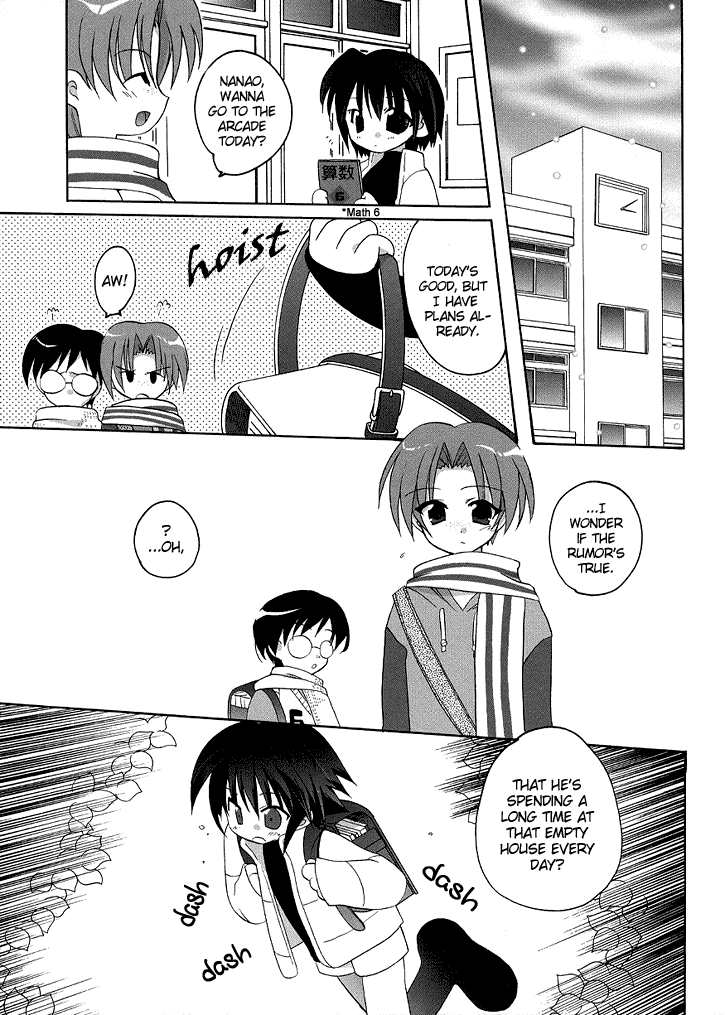 NANAO,
WANNA
GO TO THE
ARCADE
TODAY?
算数
6
*Math 6
TODAY'S
GOOD, BUT
I HAVE
PLANS AL-
READY.
hoist
AW!
...I
WONDER
IF THE
RUMOR'S
TRUE.
?
...OH,
THAT HE'S
SPENDING A
LONG TIME AT
THAT EMPTY
HOUSE EVERY
DAY?
dash
dash
dash